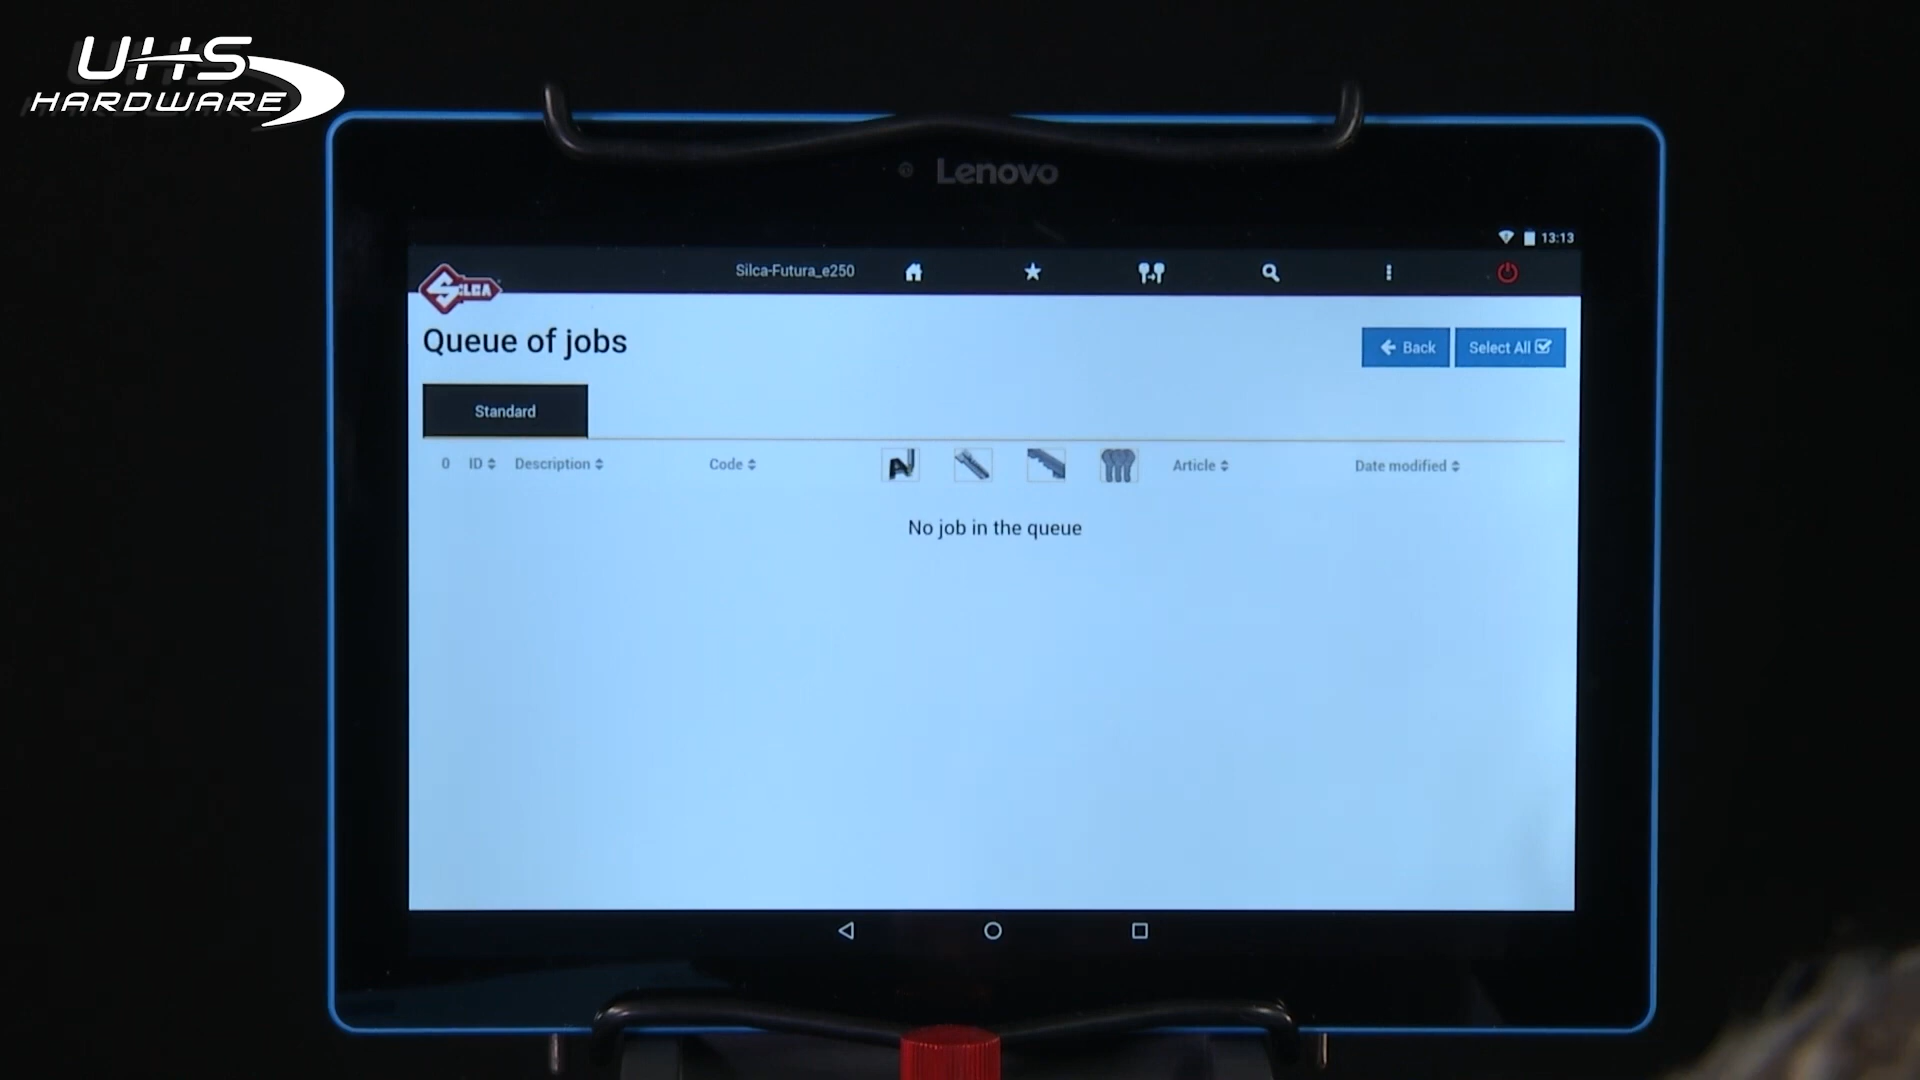 UHS
HARDWARE
Lenovo
13:13
SILCA
Silca-Futura_e250
Queue of jobs
Back
Select All
Standard
0 ID Description Code Article Date modified
No job in the queue